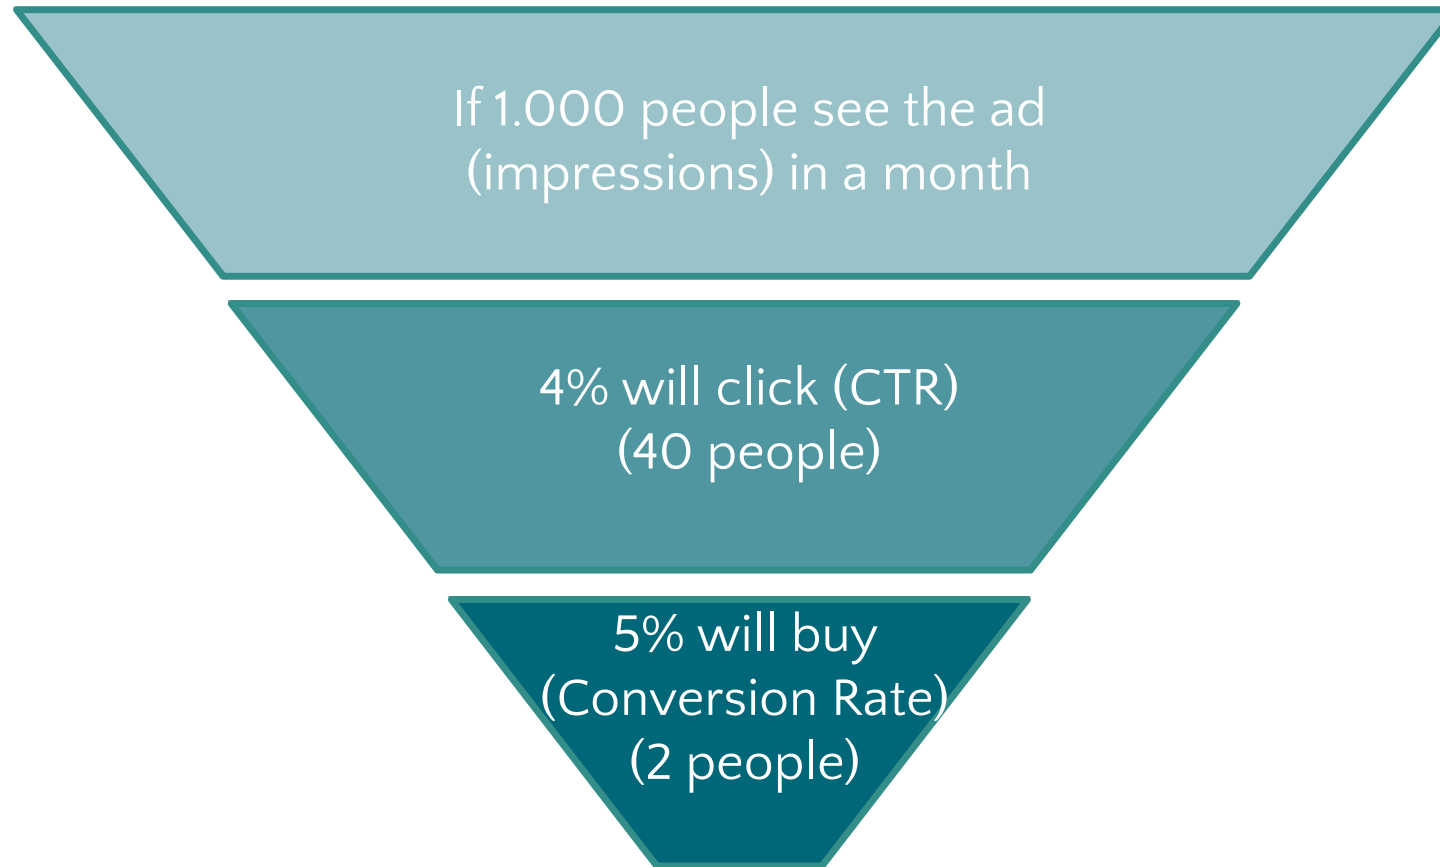 If 1.000 people see the ad
(impressions) in a month
4% will click (CTR)
(40 people)
5% will buy
(Conversion Rate)
(2 people)